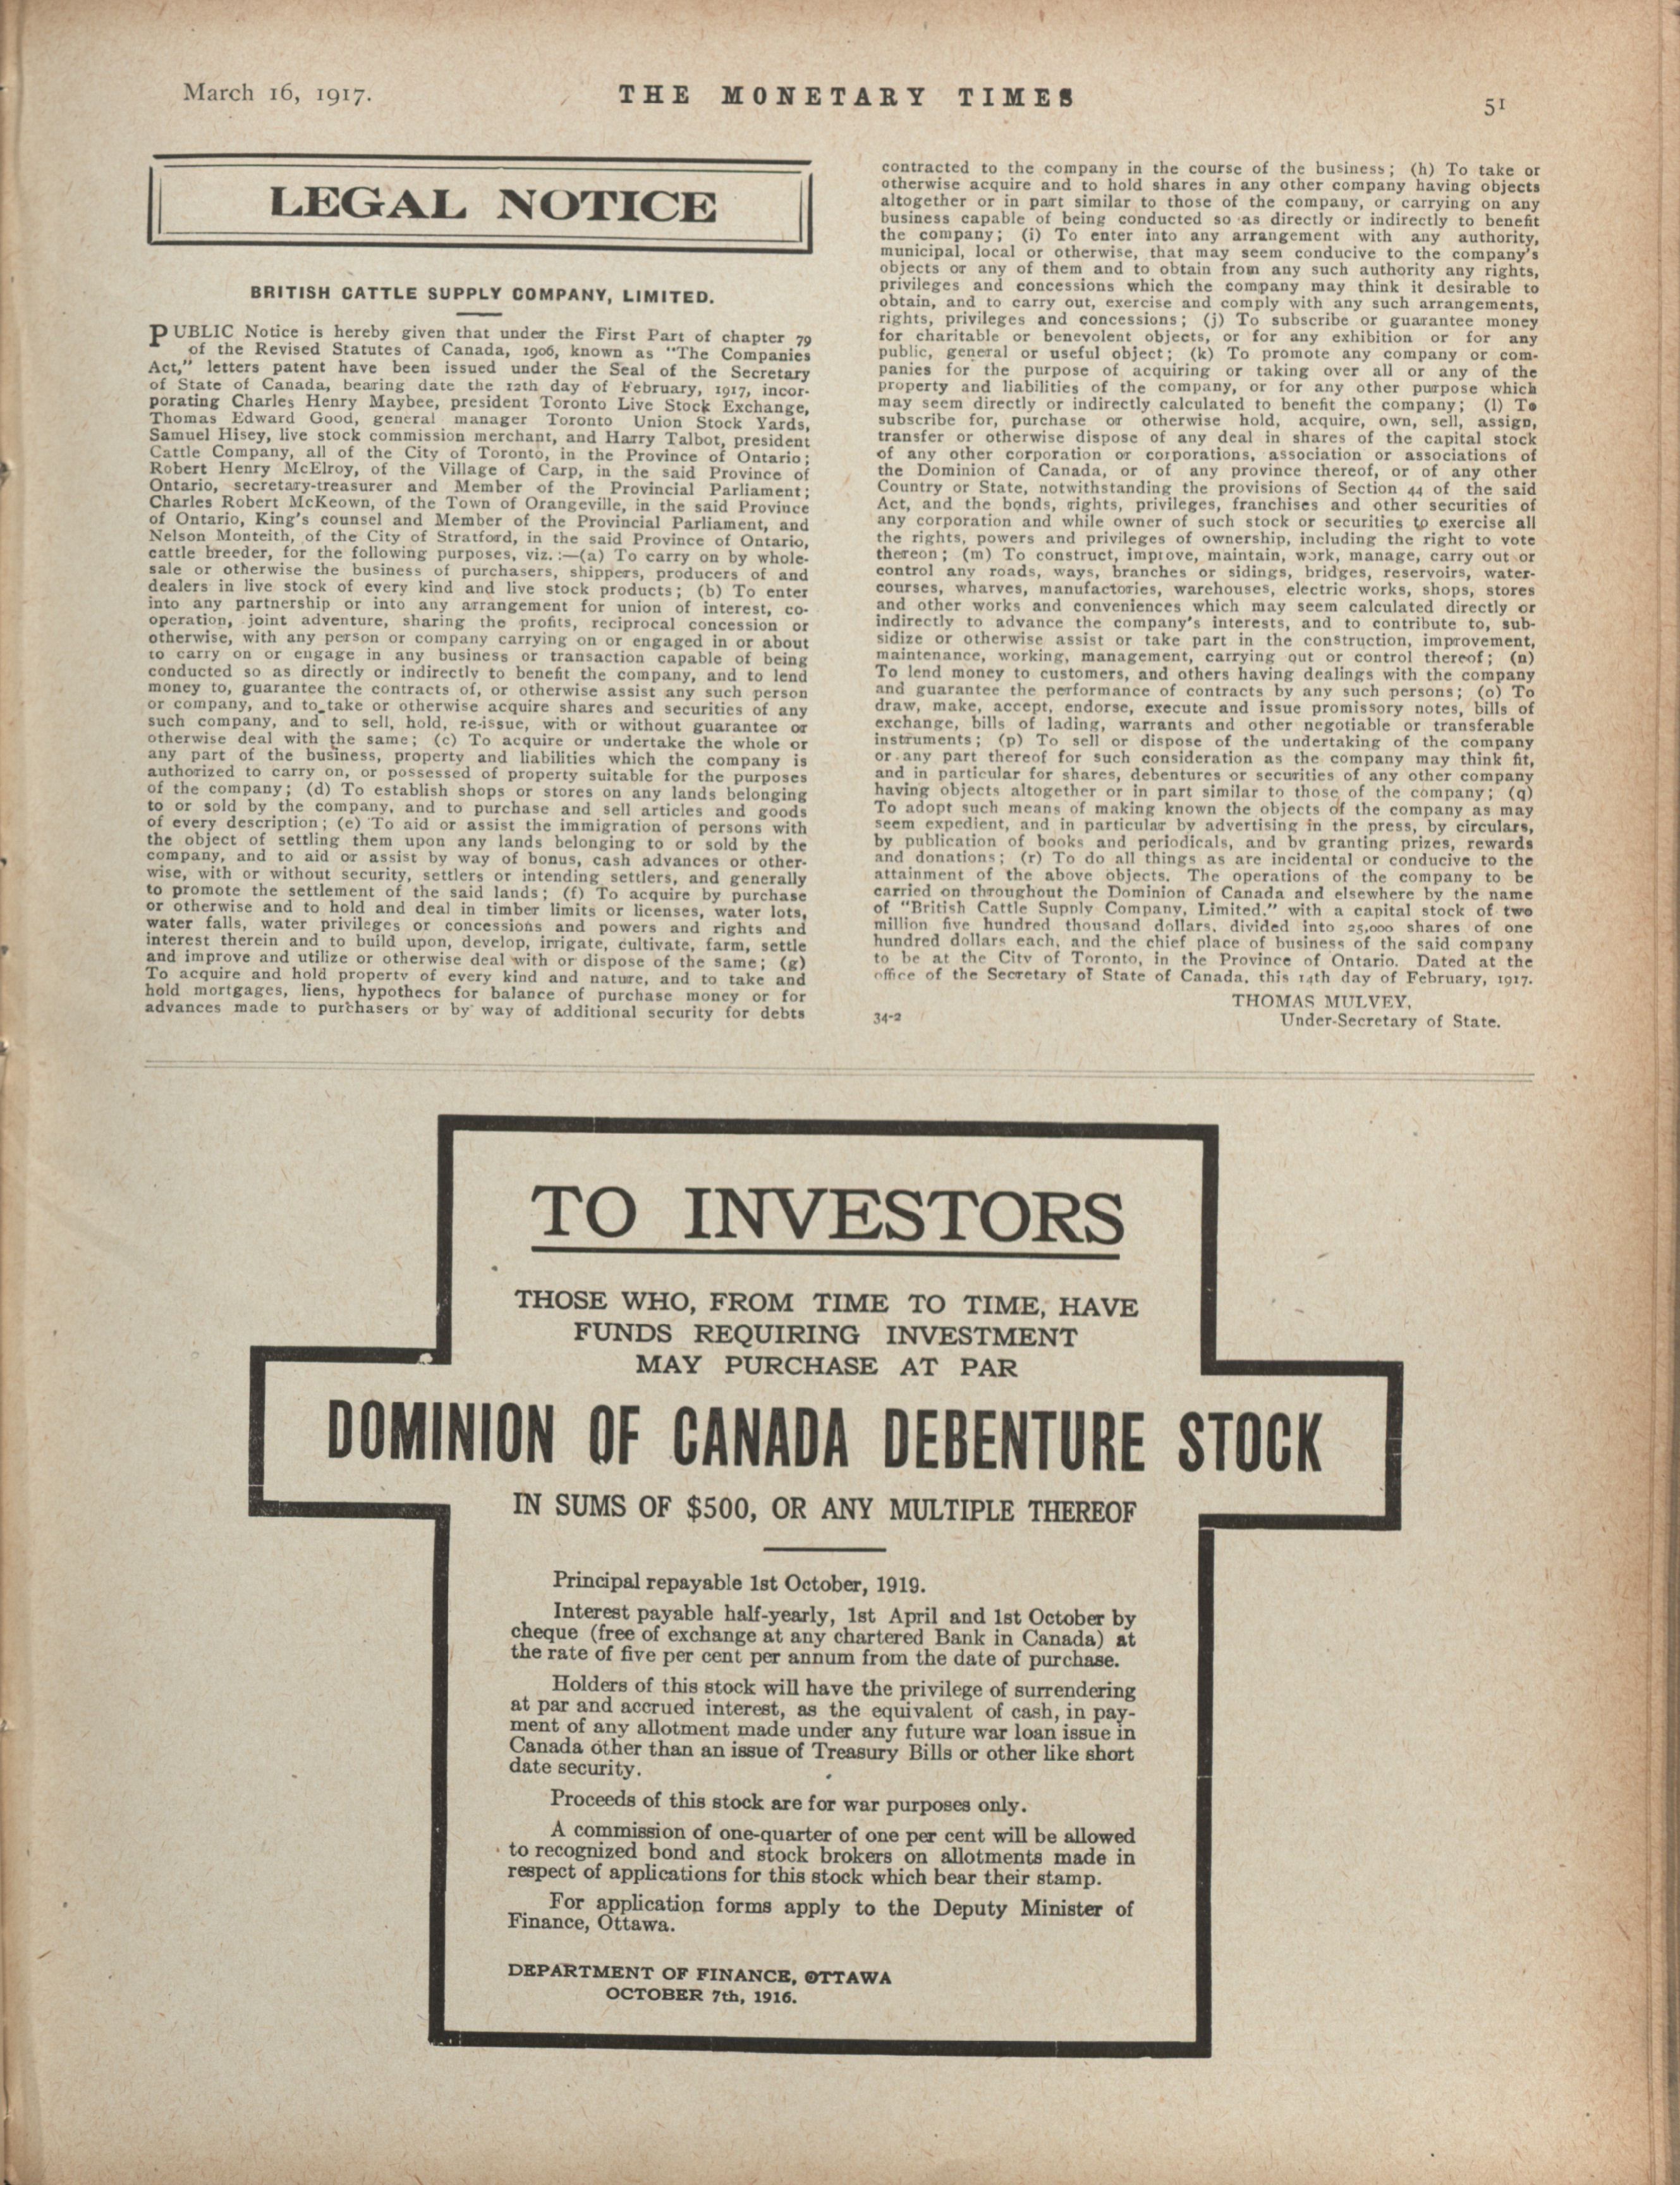 March 16, 1917.
THE MONETARY TIMES
51
LEGAL NOTICE
BRITISH CATTLE SUPPLY COMPANY, LIMITED.
PUBLIC Notice is hereby given that under the First Part of chapter 79
of the Revised Statutes of Canada, 1906, known as "The Companies
Act," letters patent have been issued under the Seal of the Secretary
of State of Canada, bearing date the 12th day of February, 1917, incor-
porating Charles Henry Maybee, president Toronto Live Stock Exchange,
Thomas Edward Good, general manager Toronto Union Stock Yards,
Samuel Hisey, live stock commission merchant, and Harry Talbot, president
Cattle Company, all of the City of Toronto, in the Province of Ontario;
Robert Henry McElroy, of the Village of Carp, in the said Province of
Ontario, secretary-treasurer and Member of the Provincial Parliament;
Charles Robert McKeown, of the Town of Orangeville, in the said Province
of Ontario, King's counsel and Member of the Provincial Parliament, and
Nelson Monteith, of the City of Stratford, in the said Province of Ontario,
cattle breeder, for the following purposes, viz.:—(a) To carry on by whole-
sale or otherwise the business of purchasers, shippers, producers of and
dealers in live stock of every kind and live stock products; (b) To enter
into any partnership or into any arrangement for union of interest, co-
operation, joint adventure, sharing the profits, reciprocal concession or
otherwise, with any person or company carrying on or engaged in or about
to carry on or engage in any business or transaction capable of being
conducted so as directly or indirectly to benefit the company, and to lend
money to, guarantee the contracts of, or otherwise assist any such person
or company, and to take or otherwise acquire shares and securities of any
such company, and to sell, hold, re-issue, with or without guarantee or
otherwise deal with the same; (c) To acquire or undertake the whole or
any part of the business, property and liabilities which the company is
authorized to carry on, or possessed of property suitable for the purposes
of the company; (d) To establish shops or stores on any lands belonging
to or sold by the company, and to purchase and sell articles and goods
of every description; (e) To aid or assist the immigration of persons with
the object of settling them upon any lands belonging to or sold by the
company, and to aid or assist by way of bonus, cash advances or other-
wise, with or without security, settlers or intending settlers, and generally
to promote the settlement of the said lands; (f) To acquire by purchase
or otherwise and to hold and deal in timber limits or licenses, water lots,
water falls, water privileges or concessions and powers and rights and
interest therein and to build upon, develop, irrigate, cultivate, farm, settle
and improve and utilize or otherwise deal with or dispose of the same; (g)
To acquire and hold property of every kind and nature, and to take and
hold mortgages, liens, hypothecs for balance of purchase money or for
advances made to purchasers or by way of additional security for debts
contracted to the company in the course of the business; (h) To take or
otherwise acquire and to hold shares in any other company having objects
altogether or in part similar to those of the company, or carrying on any
business capable of being conducted so as directly or indirectly to benefit
the company; (i) To enter into any arrangement with any authority,
municipal, local or otherwise, that may seem conducive to the company's
objects or any of them and to obtain from any such authority any rights,
privileges and concessions which the company may think it desirable to
obtain, and to carry out, exercise and comply with any such arrangements,
rights, privileges and concessions; (j) To subscribe or guarantee money
for charitable or benevolent objects, or for any exhibition or for any
public, general or useful object; (k) To promote any company or com-
panies for the purpose of acquiring or taking over all or any of the
property and liabilities of the company, or for any other purpose which
may seem directly or indirectly calculated to benefit the company; (l) To
subscribe for, purchase or otherwise hold, acquire, own, sell, assign,
transfer or otherwise dispose of any deal in shares of the capital stock
of any other corporation or corporations, association or associations of
the Dominion of Canada, or of any province thereof, or of any other
Country or State, notwithstanding the provisions of Section 44 of the said
Act, and the bonds, rights, privileges, franchises and other securities of
any corporation and while owner of such stock or securities to exercise all
the rights, powers and privileges of ownership, including the right to vote
thereon; (m) To construct, improve, maintain, work, manage, carry out or
control any roads, ways, branches or sidings, bridges, reservoirs, water-
courses, wharves, manufactories, warehouses, electric works, shops, stores
and other works and conveniences which may seem calculated directly or
indirectly to advance the company's interests, and to contribute to, sub-
sidize or otherwise assist or take part in the construction, improvement,
maintenance, working, management, carrying out or control thereof; (n)
To lend money to customers, and others having dealings with the company
and guarantee the performance of contracts by any such persons; (o) To
draw, make, accept, endorse, execute and issue promissory notes, bills of
exchange, bills of lading, warrants and other negotiable or transferable
instruments; (p) To sell or dispose of the undertaking of the company
or any part thereof for such consideration as the company may think fit,
and in particular for shares, debentures or securities of any other company
having objects altogether or in part similar to those of the company; (q)
To adopt such means of making known the objects of the company as may
seem expedient, and in particular by advertising in the press, by circulars,
by publication of books and periodicals, and by granting prizes, rewards
and donations; (r) To do all things as are incidental or conducive to the
attainment of the above objects. The operations of the company to be
carried on throughout the Dominion of Canada and elsewhere by the name
of "British Cattle Supply Company, Limited." with a capital stock of two
million five hundred thousand dollars, divided into 25,000 shares of one
hundred dollars each, and the chief place of business of the said company
to be at the City of Toronto, in the Province of Ontario. Dated at the
office of the Secretary of State of Canada, this 14th day of February, 1917.
THOMAS MULVEY,
34-2 Under-Secretary of State.
TO INVESTORS
THOSE WHO, FROM TIME TO TIME, HAVE
FUNDS REQUIRING INVESTMENT
MAY PURCHASE AT PAR
DOMINION OF CANADA DEBENTURE STOCK
IN SUMS OF $500, OR ANY MULTIPLE THEREOF
Principal repayable 1st October, 1919.
Interest payable half-yearly, 1st April and 1st October by
cheque (free of exchange at any chartered Bank in Canada) at
the rate of five per cent per annum from the date of purchase.
Holders of this stock will have the privilege of surrendering
at par and accrued interest, as the equivalent of cash, in pay-
ment of any allotment made under any future war loan issue in
Canada other than an issue of Treasury Bills or other like short
date security.
Proceeds of this stock are for war purposes only.
A commission of one-quarter of one per cent will be allowed
to recognized bond and stock brokers on allotments made in
respect of applications for this stock which bear their stamp.
For application forms apply to the Deputy Minister of
Finance, Ottawa.
DEPARTMENT OF FINANCE, OTTAWA
OCTOBER 7th, 1916.